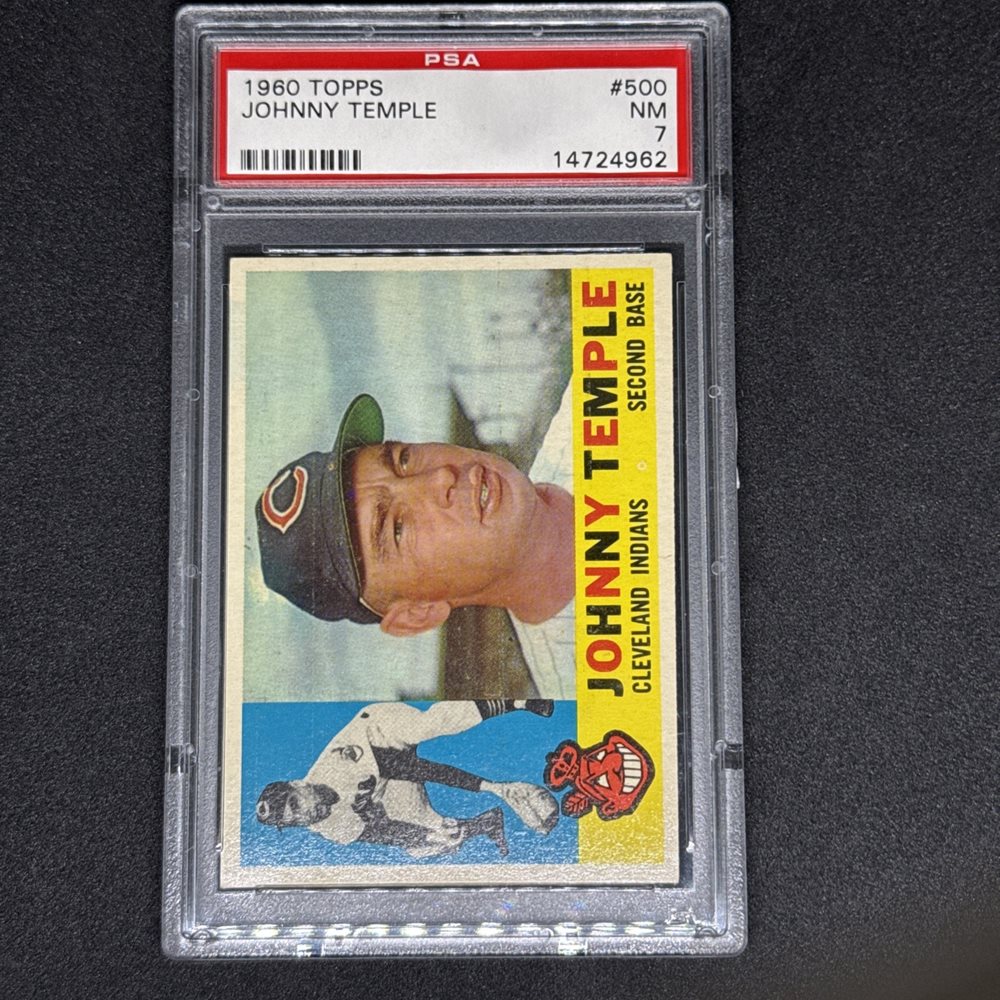 PSA
1960 TOPPS #500
JOHNNY TEMPLE NM
7
14724962
C
JOHNNY TEMPLE
CLEVELAND INDIANS SECOND BASE
C